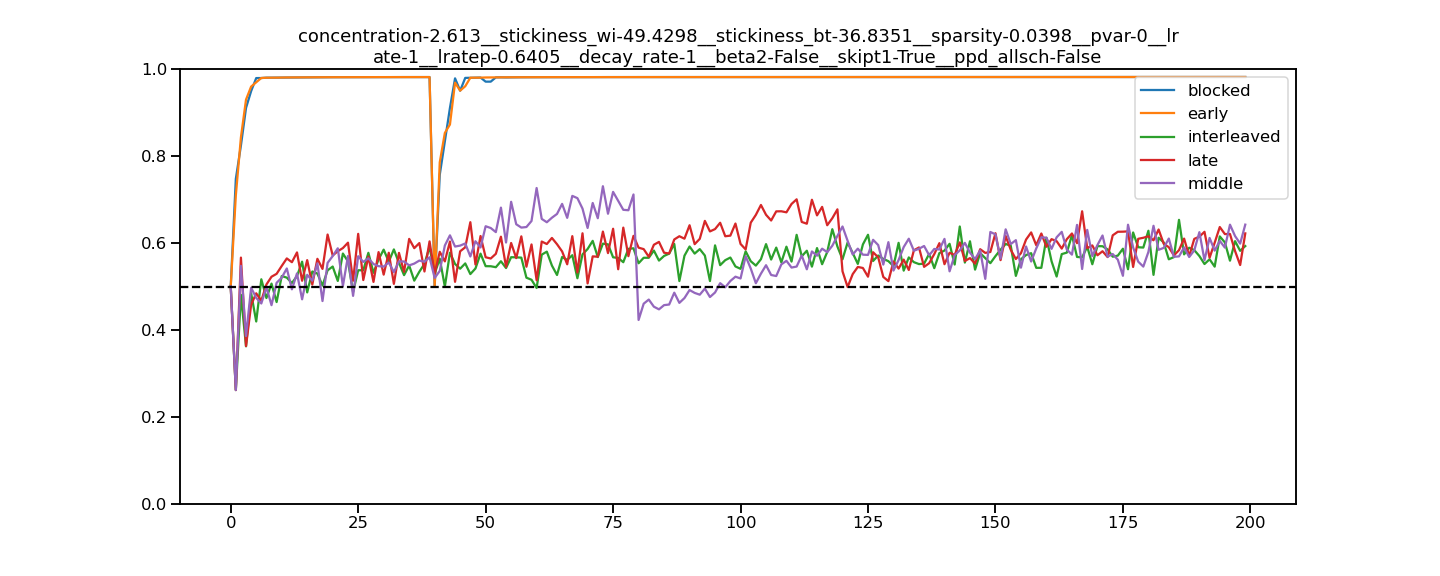 concentration-2.613__stickiness_wi-49.4298__stickiness_bt-36.8351__sparsity-0.0398__pvar-0__lr
ate-1__lratep-0.6405__decay_rate-1__beta2-False__skipt1-True__ppd_allsch-False
1.0
0.8
0.6
0.4
0.2
0.0
0 25 50 75 100 125 150 175 200
blocked
early
interleaved
late
middle